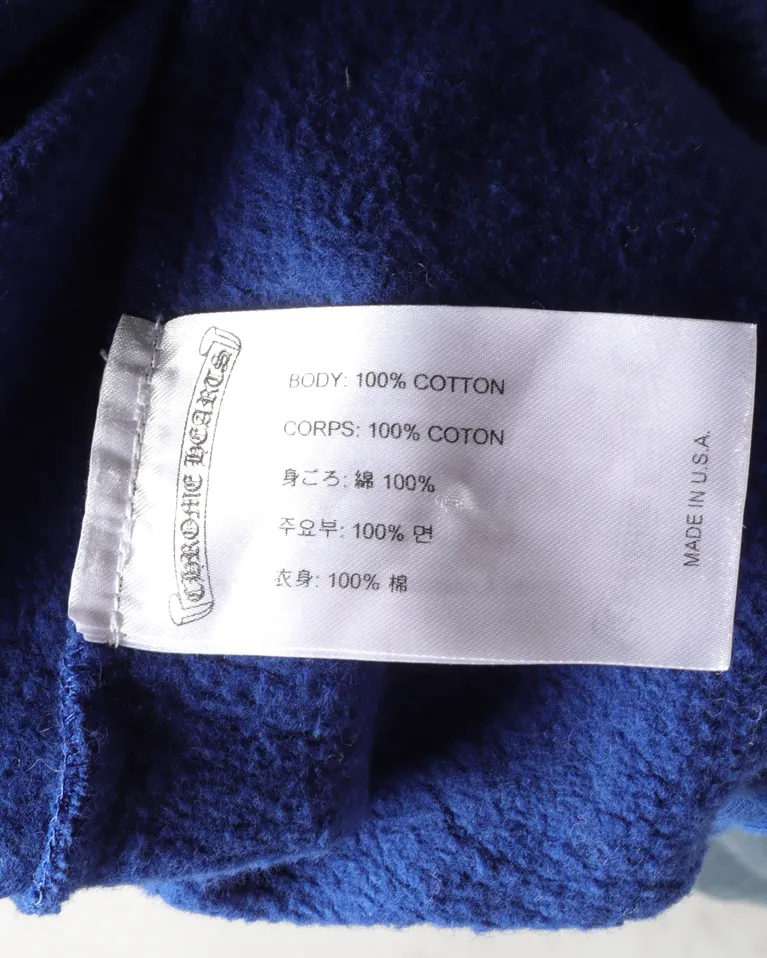 CHROME HEARTS
BODY: 100% COTTON
CORPS: 100% COTON
身ごろ: 綿 100%
주요부: 100% 면
衣身: 100% 棉
MADE IN U.S.A.